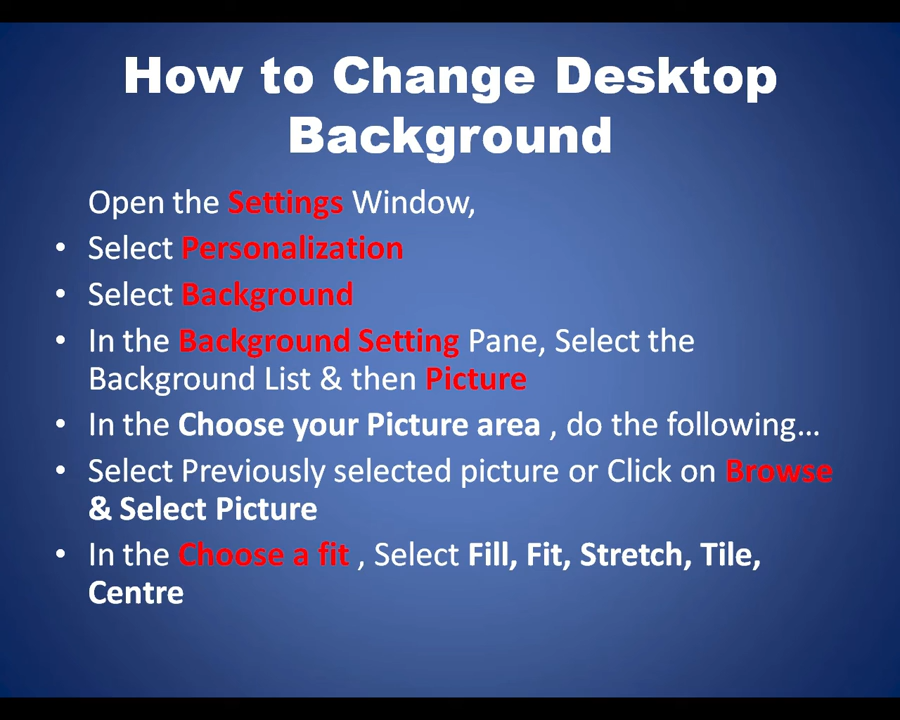 How to Change Desktop
Background
Open the Settings Window,
• Select Personalization
• Select Background
• In the Background Setting Pane, Select the
Background List & then Picture
• In the Choose your Picture area , do the following...
• Select Previously selected picture or Click on Browse
& Select Picture
• In the Choose a fit , Select Fill, Fit, Stretch, Tile,
Centre